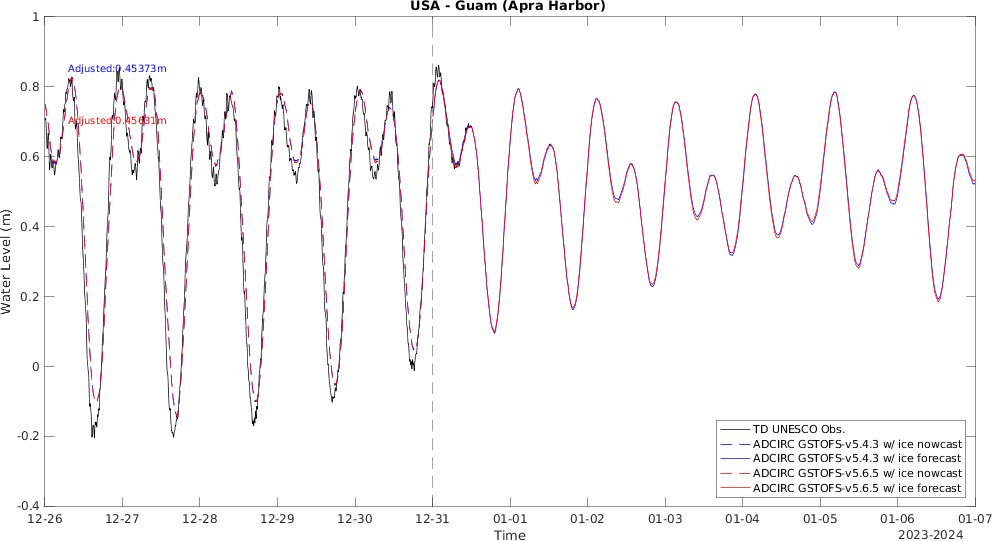 USA - Guam (Apra Harbor)
Adjusted:0.45373m
Adjusted:0.45631m
Water Level (m)
1
0.8
0.6
0.4
0.2
0
-0.2
-0.4
12-26 12-27 12-28 12-29 12-30 12-31 01-01 01-02 01-03 01-04 01-05 01-06 01-07
Time
2023-2024
TD UNESCO Obs.
ADCIRC GSTOFS-v5.4.3 w/ ice nowcast
ADCIRC GSTOFS-v5.4.3 w/ ice forecast
ADCIRC GSTOFS-v5.6.5 w/ ice nowcast
ADCIRC GSTOFS-v5.6.5 w/ ice forecast